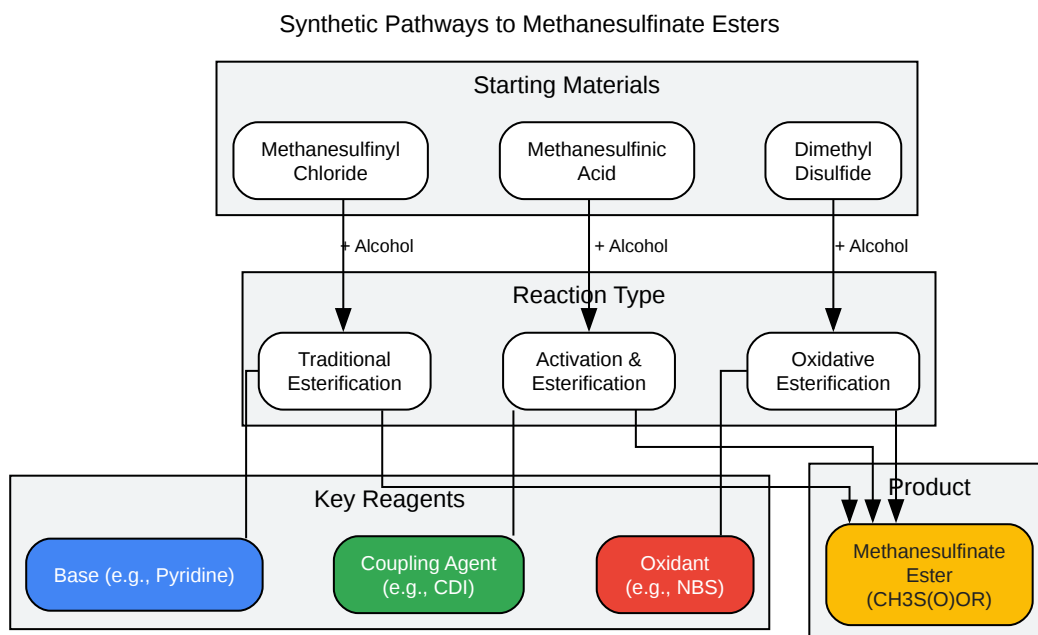 Synthetic Pathways to Methanesulfinate Esters
Starting Materials
Methanesulfinyl
Chloride
Methanesulfinic
Acid
Dimethyl
Disulfide
+ Alcohol
+ Alcohol
+ Alcohol
Reaction Type
Traditional
Esterification
Activation &
Esterification
Oxidative
Esterification
Key Reagents
Base (e.g., Pyridine)
Coupling Agent
(e.g., CDI)
Oxidant
(e.g., NBS)
Product
Methanesulfinate
Ester
(CH3S(O)OR)